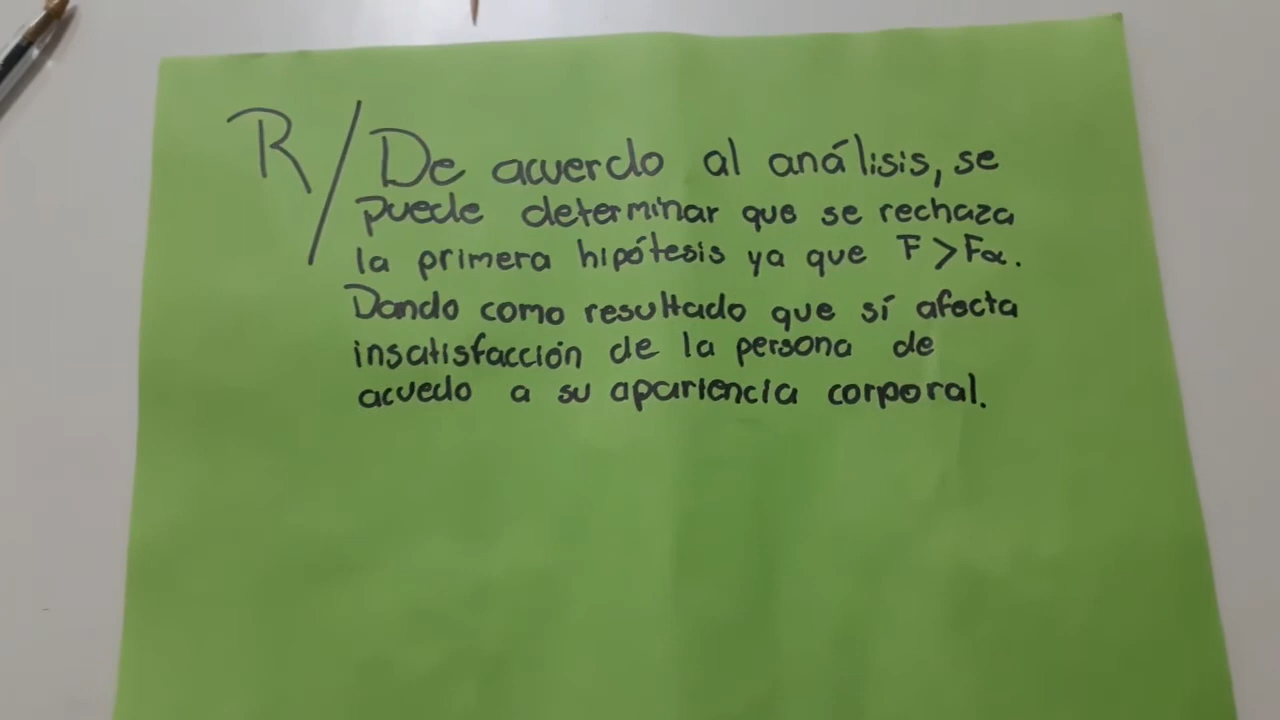 R/ De acuerdo al análisis, se
puede determinar que se rechaza
la primera hipótesis ya que F > Fα.
Dando como resultado que sí afecta
insatisfacción de la persona de
acuedo a su apariencia corporal.